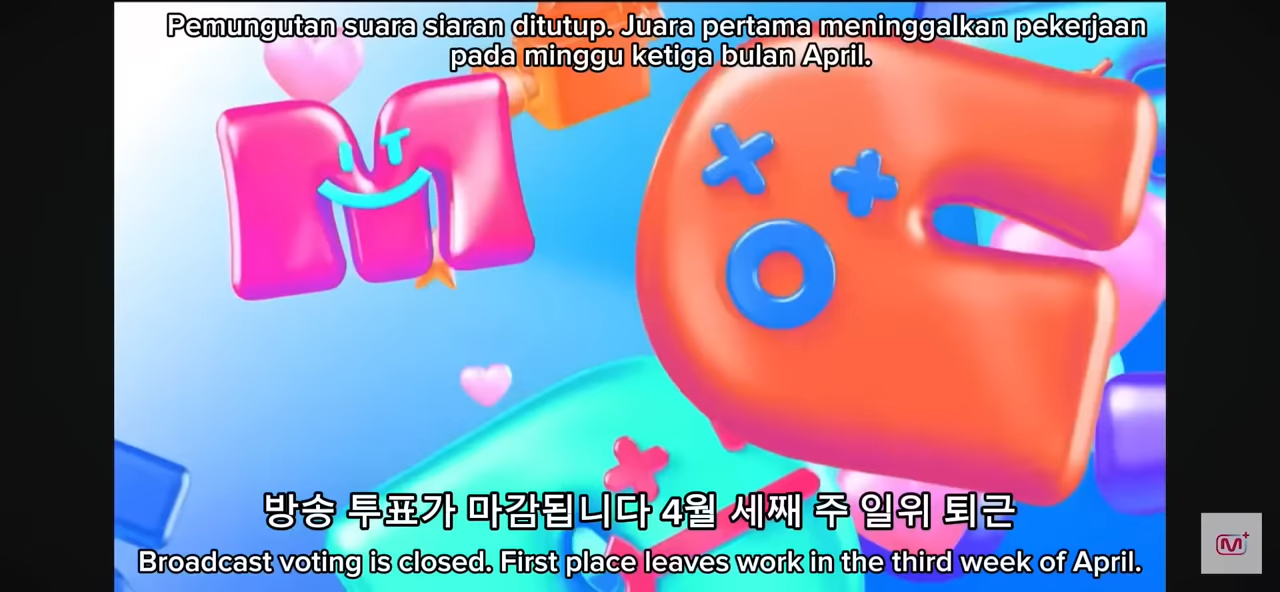 Pemungutan suara siaran ditutup. Juara pertama meninggalkan pekerjaan
pada minggu ketiga bulan April.
M C
방송 투표가 마감됩니다 4월 세째 주 일위 퇴근
Broadcast voting is closed. First place leaves work in the third week of April.
M+